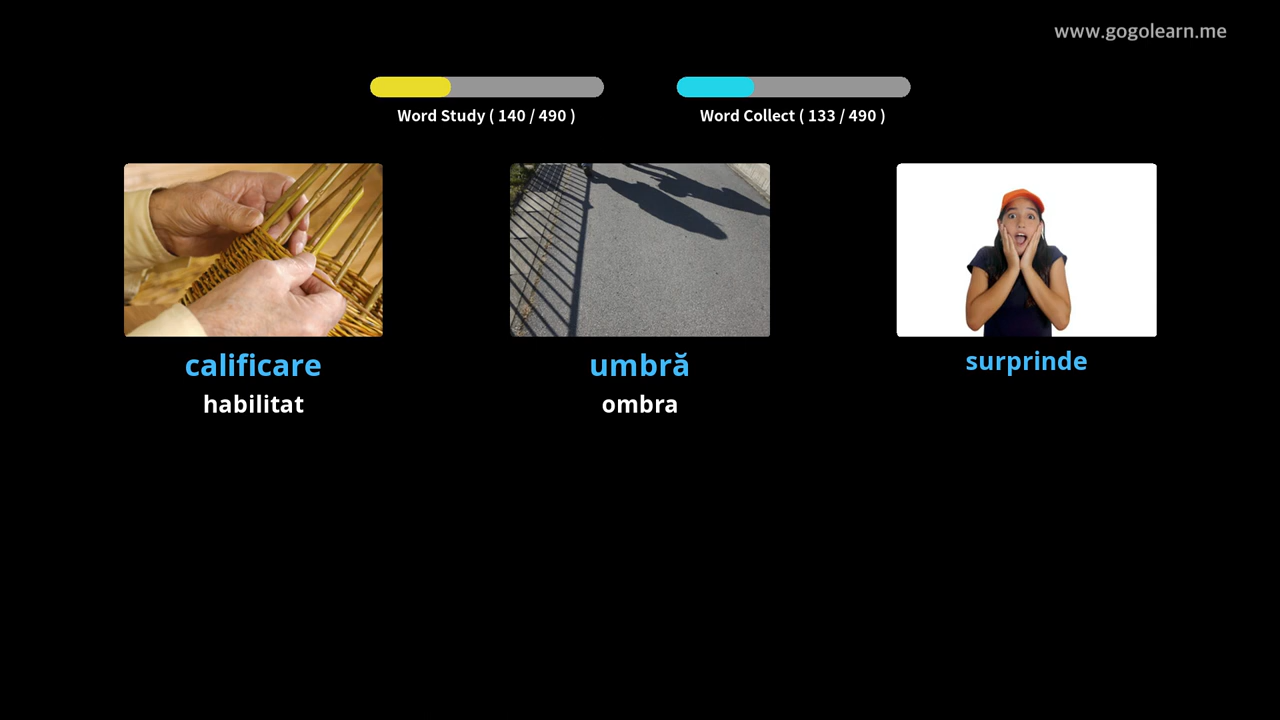 www.gogolearn.me
Word Study ( 140 / 490 )
Word Collect ( 133 / 490 )
calificare
habilitat
umbră
ombra
surprinde